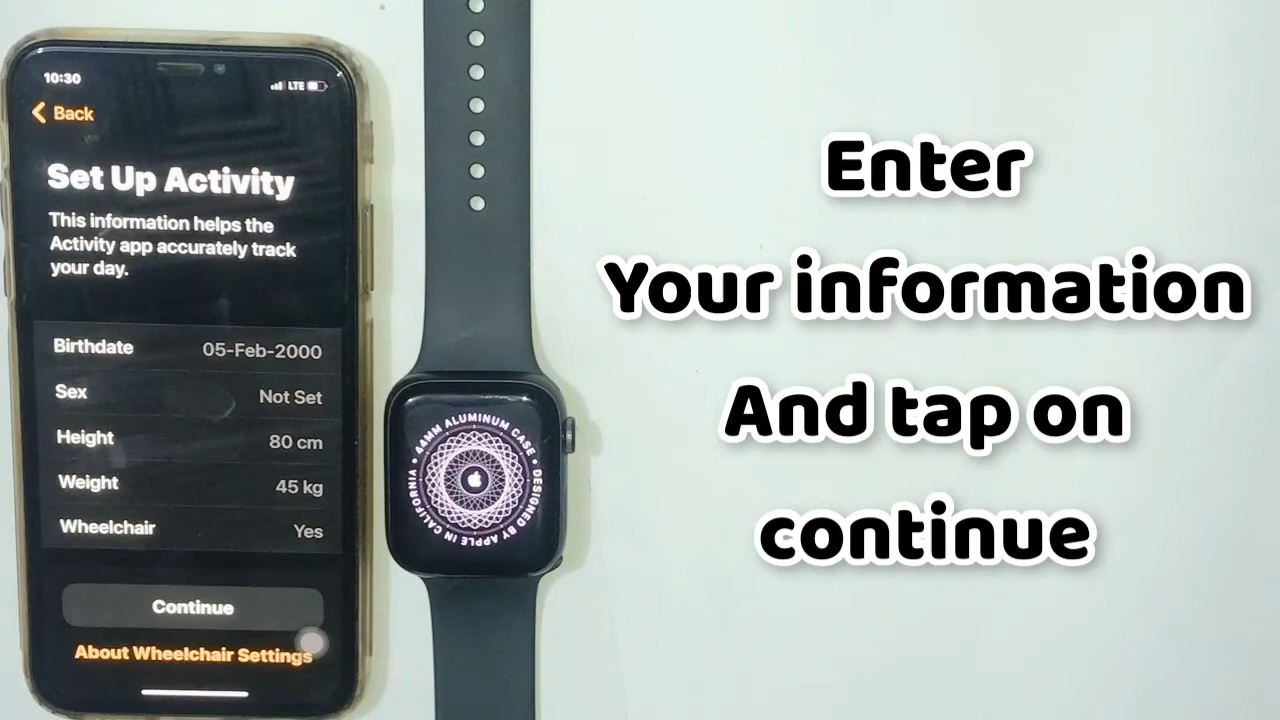 10:30
LTE
Back
Set Up Activity
This information helps the
Activity app accurately track
your day.
Birthdate 05-Feb-2000
Sex Not Set
Height 80 cm
Weight 45 kg
Wheelchair Yes
Continue
About Wheelchair Settings
• 44MM ALUMINUM CASE • DESIGNED BY APPLE IN CALIFORNIA
Enter
Your information
And tap on
continue